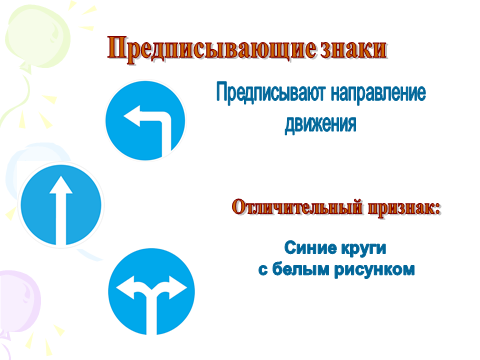 Предписывающие знаки
Предписывают направление
движения
Отличительный признак:
Синие круги
с белым рисунком